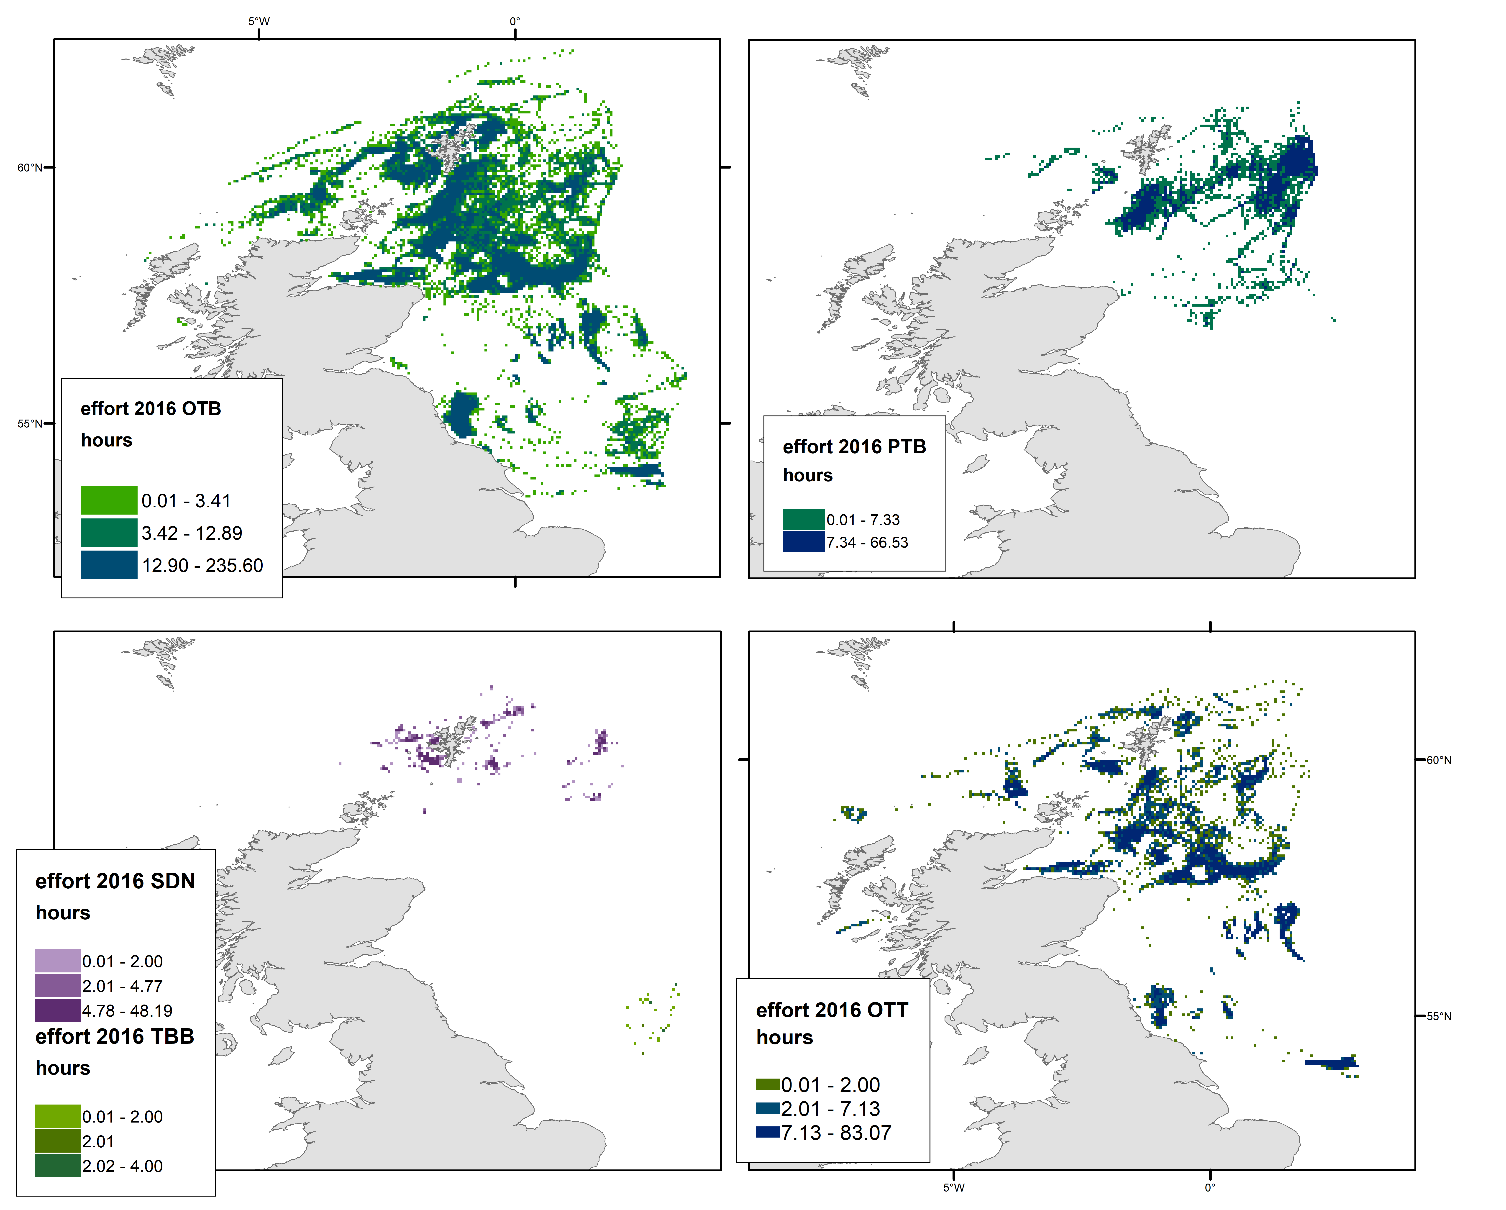 5°W
0°
60°N
55°N
effort 2016 OTB
hours
0.01 - 3.41
3.42 - 12.89
12.90 - 235.60
effort 2016 PTB
hours
0.01 - 7.33
7.34 - 66.53
effort 2016 SDN
hours
0.01 - 2.00
2.01 - 4.77
4.78 - 48.19
effort 2016 TBB
hours
0.01 - 2.00
2.01
2.02 - 4.00
60°N
55°N
effort 2016 OTT
hours
0.01 - 2.00
2.01 - 7.13
7.13 - 83.07
5°W
0°